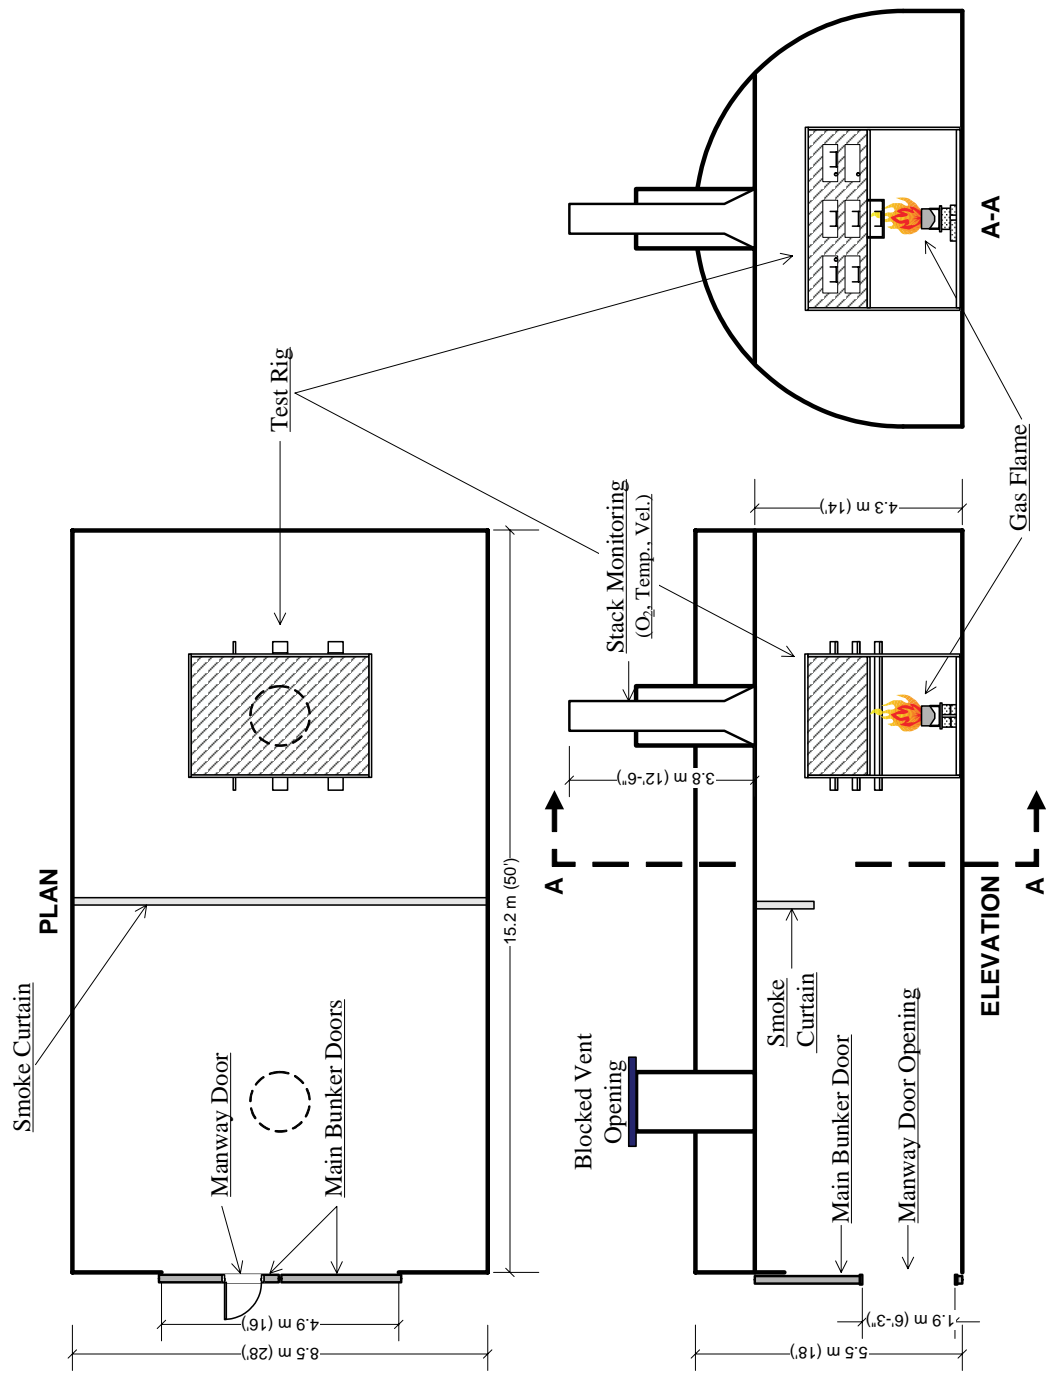 PLAN
Smoke Curtain
Manway Door
Main Bunker Doors
Test Rig
4.9 m (16')
8.5 m (28')
15.2 m (50')
Blocked Vent
Opening
Stack Monitoring
(O₂, Temp., Vel.)
3.8 m (12'-6")
A
A
Smoke
Curtain
Main Bunker Door
Manway Door Opening
1.9 m (6'-3")
5.5 m (18')
4.3 m (14')
ELEVATION
Gas Flame
A-A